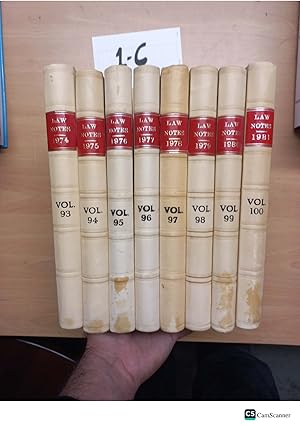 1-C
LAW
NOTES
1974
VOL.
93
LAW
NOTES
1975
VOL.
94
LAW
NOTES
1976
VOL.
95
LAW
NOTES
1977
VOL.
96
LAW
NOTES
1978
VOL.
97
LAW
NOTES
1979
VOL.
98
LAW
NOTES
1980
VOL.
99
LAW
NOTES
1981
VOL.
100
CS CamScanner